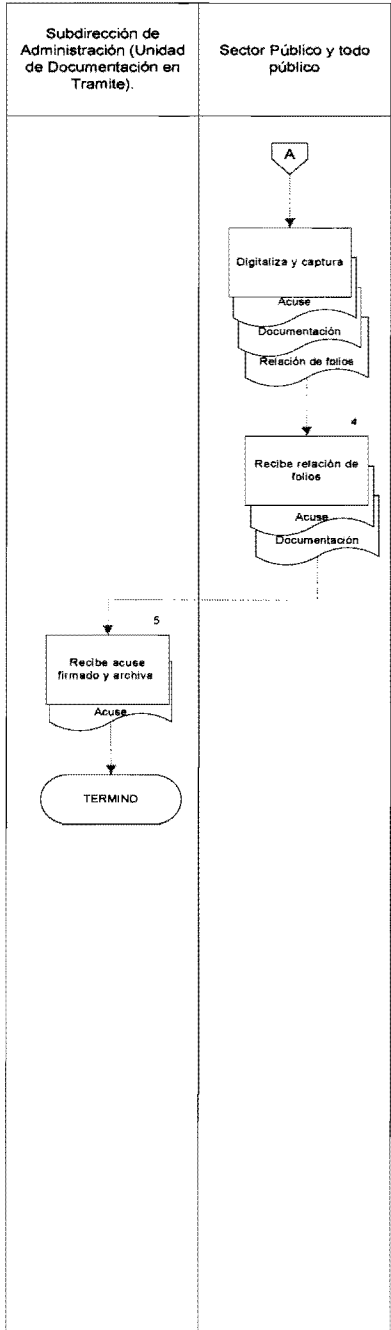 Subdirección de
Administración (Unidad
de Documentación en
Tramite).
Sector Público y todo
público
A
Digitaliza y captura
Acuse
Documentación
Relación de folios
4
Recibe relación de
folios
Acuse
Documentación
5
Recibe acuse
firmado y archiva
Acuse
TERMINO